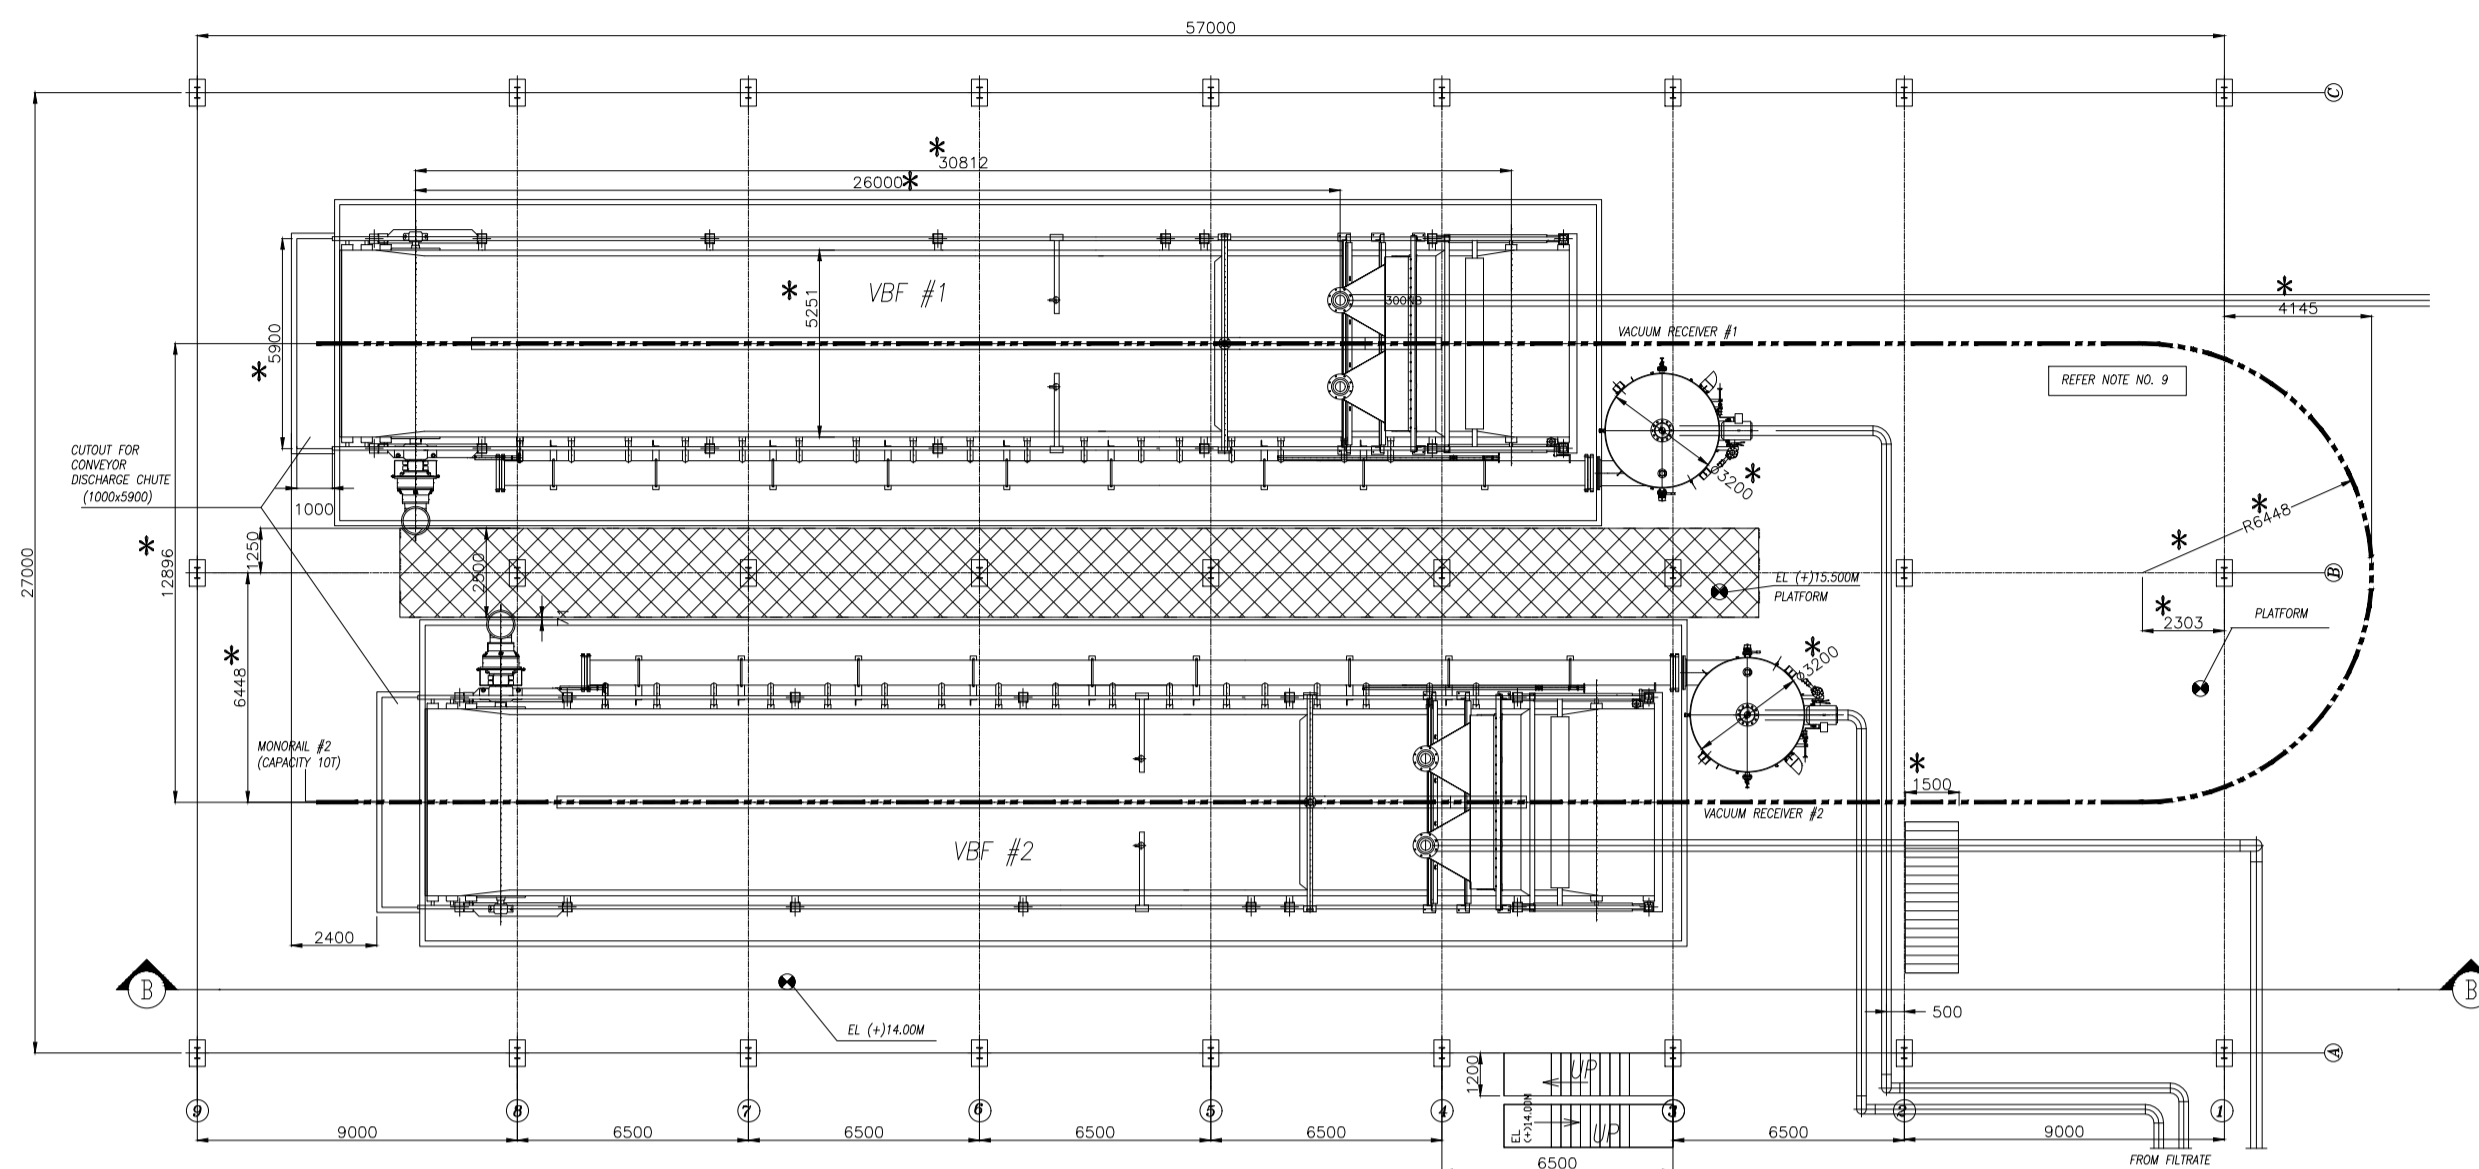 57000
C
* 30812
26000 *
VBF #1
* 5251
300NB
* 5900
VACUUM RECEIVER #1
* 4145
REFER NOTE NO. 9
CUTOUT FOR
CONVEYOR
DISCHARGE CHUTE
(1000x5900)
1000
ø3200 *
R6448 *
*
27000
* 12896
1250
2500
71
EL (+)15.500M
PLATFORM
B
* 2303
PLATFORM
* 6448
ø3200 *
MONORAIL #2
(CAPACITY 10T)
* 1500
VACUUM RECEIVER #2
VBF #2
2400
B
B
EL (+)14.00M
500
A
1200
UP
EL
(+)14.00M
UP
9
8
7
6
5
4
3
2
1
9000
6500
6500
6500
6500
6500
6500
9000
FROM FILTRATE